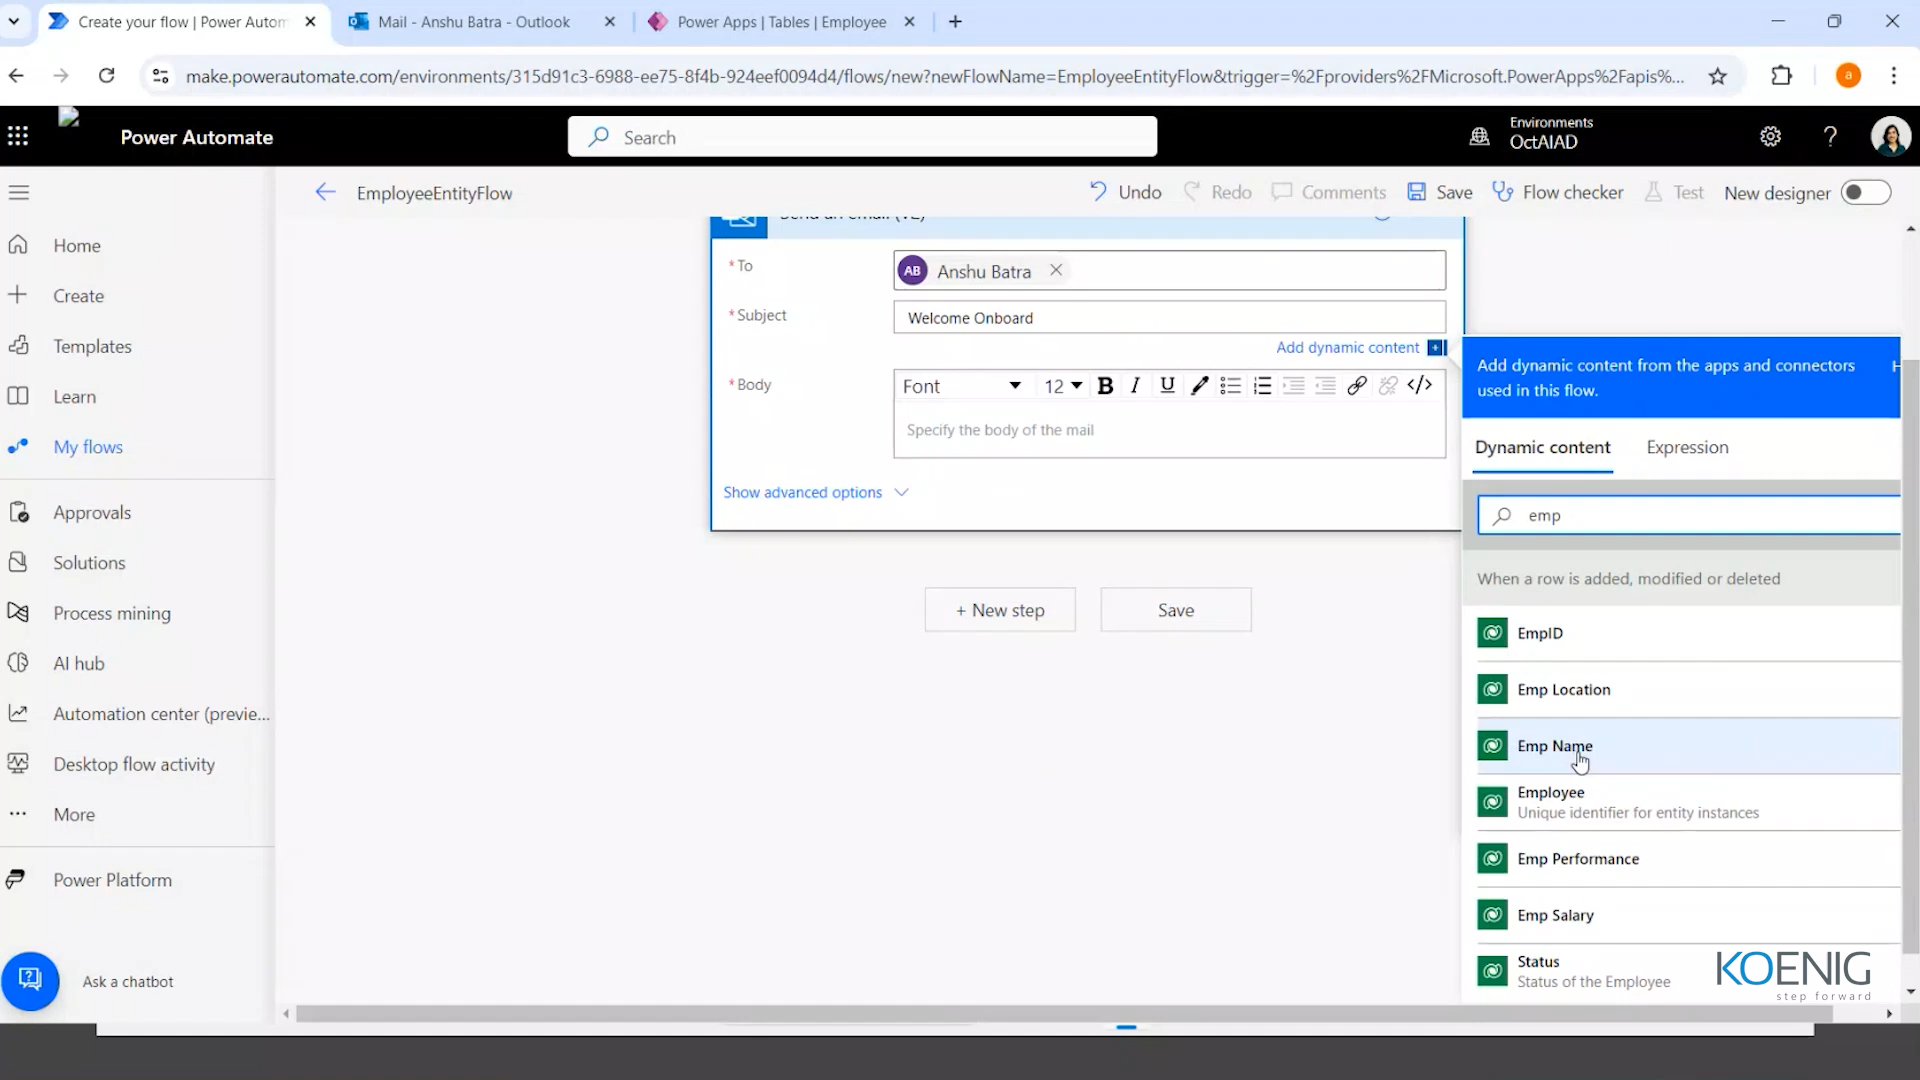 Create your flow | Power Autom
Mail - Anshu Batra - Outlook
Power Apps | Tables | Employee
make.powerautomate.com/environments/315d91c3-6988-ee75-8f4b-924eef0094d4/flows/new?newFlowName=EmployeeEntityFlow&trigger=%2Fproviders%2FMicrosoft.PowerApps%2Fapis%...
a
Power Automate
Search
Environments
OctAIAD
EmployeeEntityFlow
Undo
Redo
Comments
Save
Flow checker
Test
New designer
Home
Create
Templates
Learn
My flows
Approvals
Solutions
Process mining
AI hub
Automation center (previe...
Desktop flow activity
More
Power Platform
Ask a chatbot
Send an email (V2)
* To
AB Anshu Batra
* Subject
Welcome Onboard
Add dynamic content
* Body
Font
12
B I U </>
Specify the body of the mail
Show advanced options
+ New step
Save
Add dynamic content from the apps and connectors
used in this flow.
Dynamic content
Expression
emp
When a row is added, modified or deleted
EmpID
Emp Location
Emp Name
Employee
Unique identifier for entity instances
Emp Performance
Emp Salary
Status
Status of the Employee
KOENIG
step forward